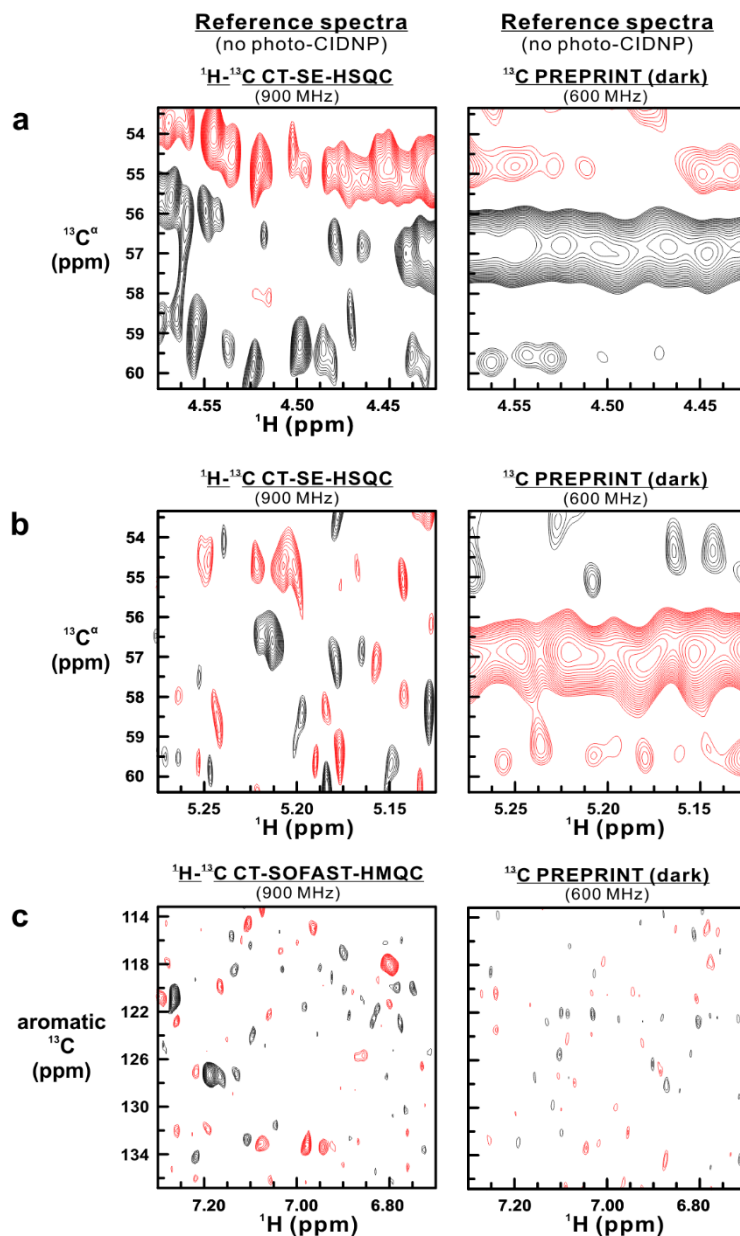 Reference spectra
(no photo-CIDNP)
Reference spectra
(no photo-CIDNP)
a
¹H-¹³C CT-SE-HSQC
(900 MHz)
¹³C PREPRINT (dark)
(600 MHz)
54
55
56
57
58
59
60
¹³Cᵅ
(ppm)
4.55
4.50
4.45
¹H (ppm)
4.55
4.50
4.45
¹H (ppm)
b
¹H-¹³C CT-SE-HSQC
(900 MHz)
¹³C PREPRINT (dark)
(600 MHz)
54
55
56
57
58
59
60
¹³Cᵅ
(ppm)
5.25
5.20
5.15
¹H (ppm)
5.25
5.20
5.15
¹H (ppm)
c
¹H-¹³C CT-SOFAST-HMQC
(900 MHz)
¹³C PREPRINT (dark)
(600 MHz)
114
118
122
126
130
134
aromatic
¹³C
(ppm)
7.20
7.00
6.80
¹H (ppm)
7.20
7.00
6.80
¹H (ppm)